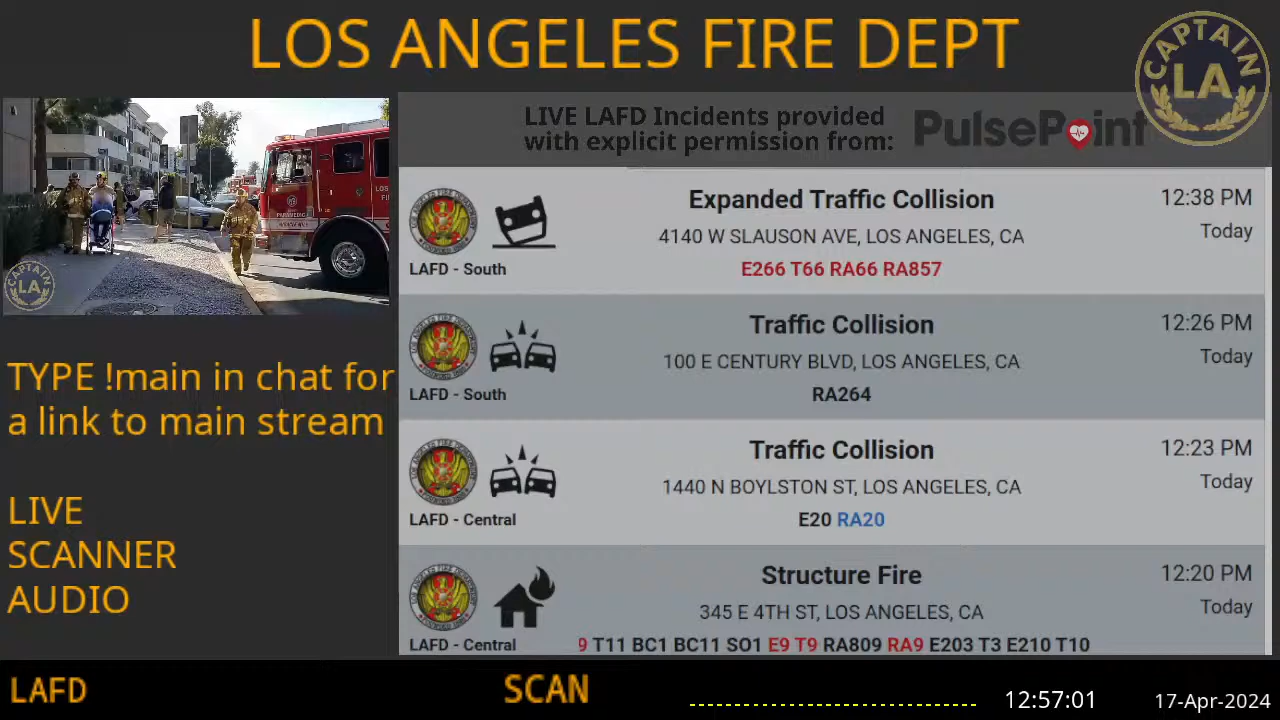 LOS ANGELES FIRE DEPT
CAPTAIN
LA
LIVE LAFD Incidents provided
with explicit permission from:
PulsePoint
Expanded Traffic Collision
12:38 PM
4140 W SLAUSON AVE, LOS ANGELES, CA
Today
LAFD - South
E266 T66 RA66 RA857
Traffic Collision
12:26 PM
100 E CENTURY BLVD, LOS ANGELES, CA
Today
LAFD - South
RA264
Traffic Collision
12:23 PM
1440 N BOYLSTON ST, LOS ANGELES, CA
Today
LAFD - Central
E20 RA20
Structure Fire
12:20 PM
345 E 4TH ST, LOS ANGELES, CA
Today
LAFD - Central
9 T11 BC1 BC11 SO1 E9 T9 RA809 RA9 E203 T3 E210 T10
CAPTAIN
LA
TYPE !main in chat for
a link to main stream
LIVE
SCANNER
AUDIO
LAFD
SCAN
12:57:01
17-Apr-2024